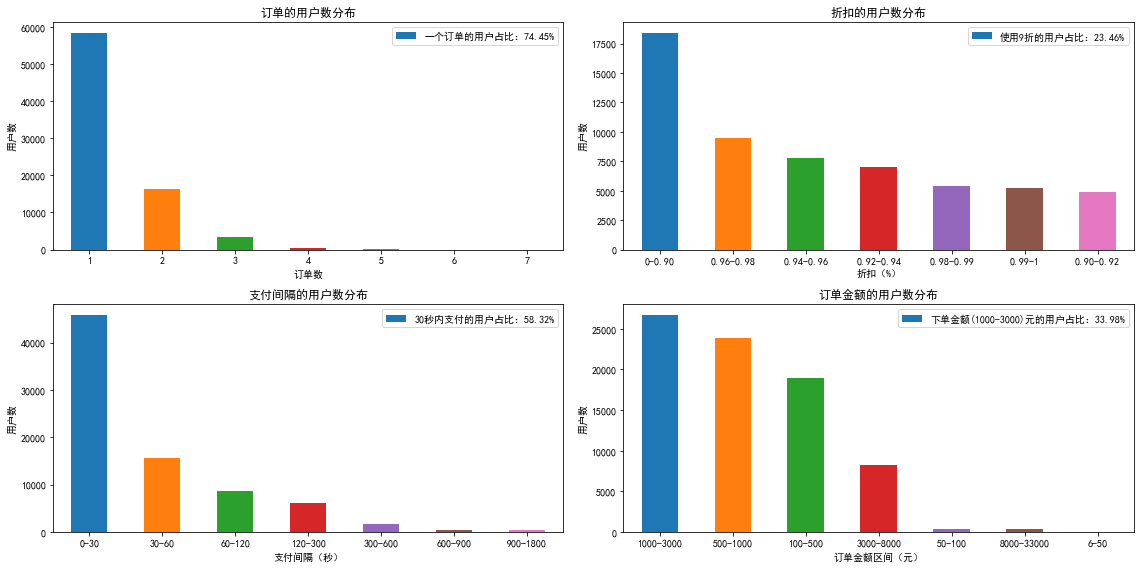 订单的用户数分布
一个订单的用户占比: 74.45%
60000
50000
40000
30000
20000
10000
0
用户数
1 2 3 4 5 6 7
订单数
折扣的用户数分布
使用9折的用户占比: 23.46%
17500
15000
12500
10000
7500
5000
2500
0
用户数
0-0.90 0.96-0.98 0.94-0.96 0.92-0.94 0.98-0.99 0.99-1 0.90-0.92
折扣（%）
支付间隔的用户数分布
30秒内支付的用户占比: 58.32%
40000
30000
20000
10000
0
用户数
0-30 30-60 60-120 120-300 300-600 600-900 900-1800
支付间隔（秒）
订单金额的用户数分布
下单金额(1000-3000)元的用户占比: 33.98%
25000
20000
15000
10000
5000
0
用户数
1000-3000 500-1000 100-500 3000-8000 50-100 8000-33000 6-50
订单金额区间（元）